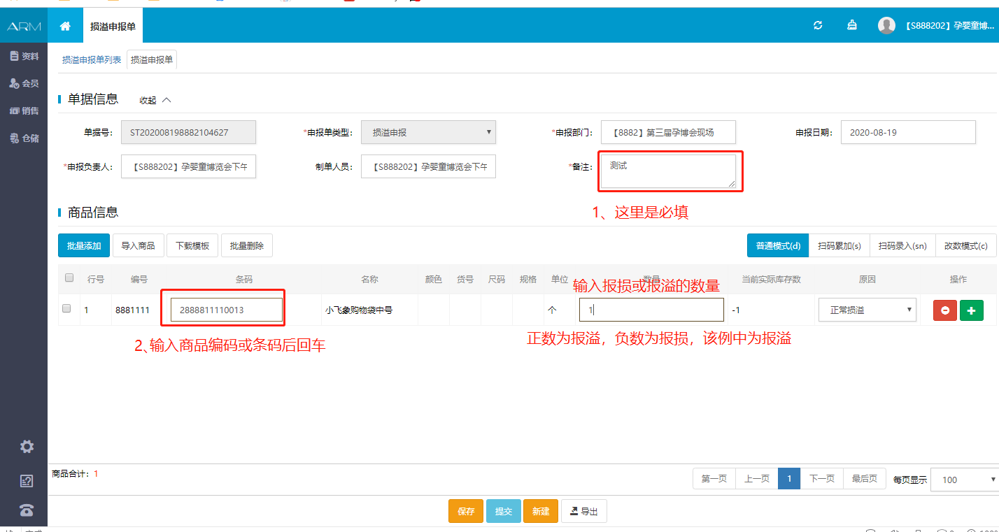 ARM
损溢申报单
【S888202】孕婴童博...
资料
会员
销售
仓储
损溢申报单列表 损溢申报单
单据信息 收起
单据号: ST202008198882104627 *申报单类型: 损溢申报 *申报部门: 【8882】第三届孕博会现场 申报日期: 2020-08-19
*申报负责人: 【S888202】孕婴童博览会下午 制单人员: 【S888202】孕婴童博览会下午 *备注: 测试
1、这里是必填
商品信息
批量添加 导入商品 下载模板 批量删除 普通模式(d) 扫码累加(s) 扫码录入(sn) 改数模式(c)
行号 编号 条码 名称 颜色 货号 尺码 规格 单位 数量 当前实际库存数 原因 操作
输入报损或报溢的数量
1 8881111 2888811110013 小飞象购物袋中号 个 1 -1 正常损溢
2、输入商品编码或条码后回车
正数为报溢，负数为报损，该例中为报溢
商品合计: 1
第一页 上一页 1 下一页 最后页 每页显示 100
保存 提交 新建 导出